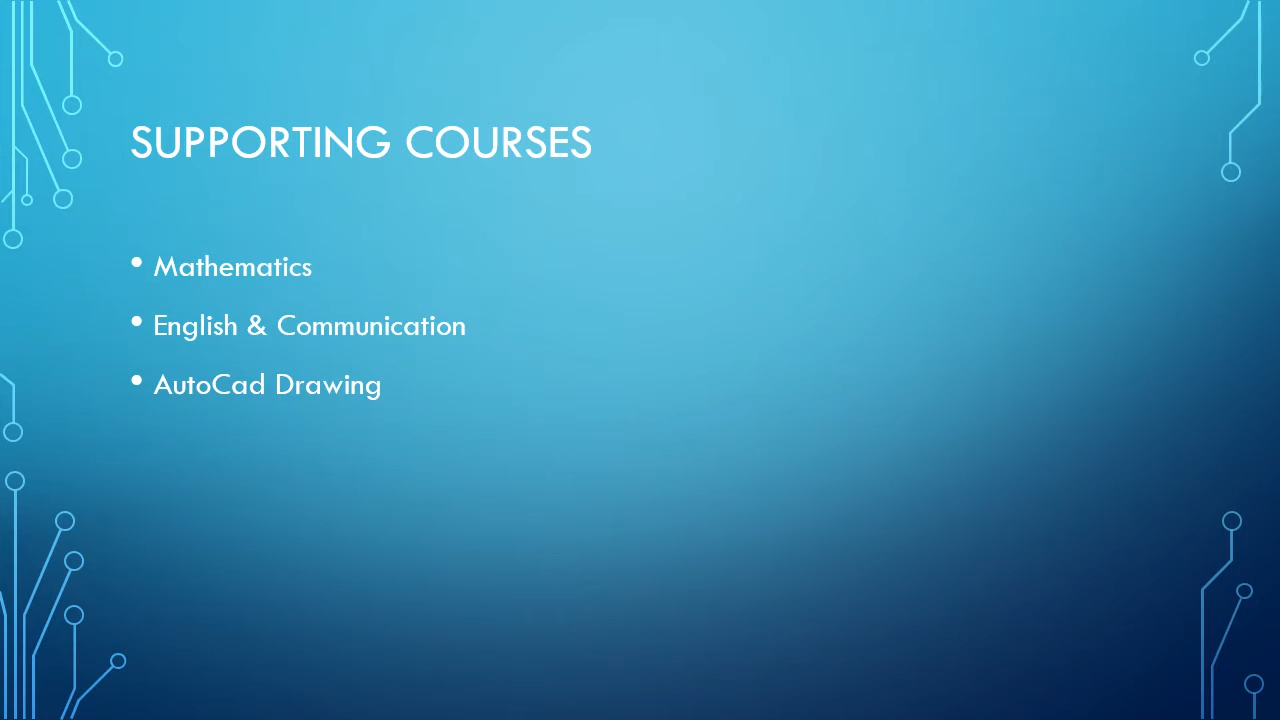 SUPPORTING COURSES
• Mathematics
• English & Communication
• AutoCad Drawing